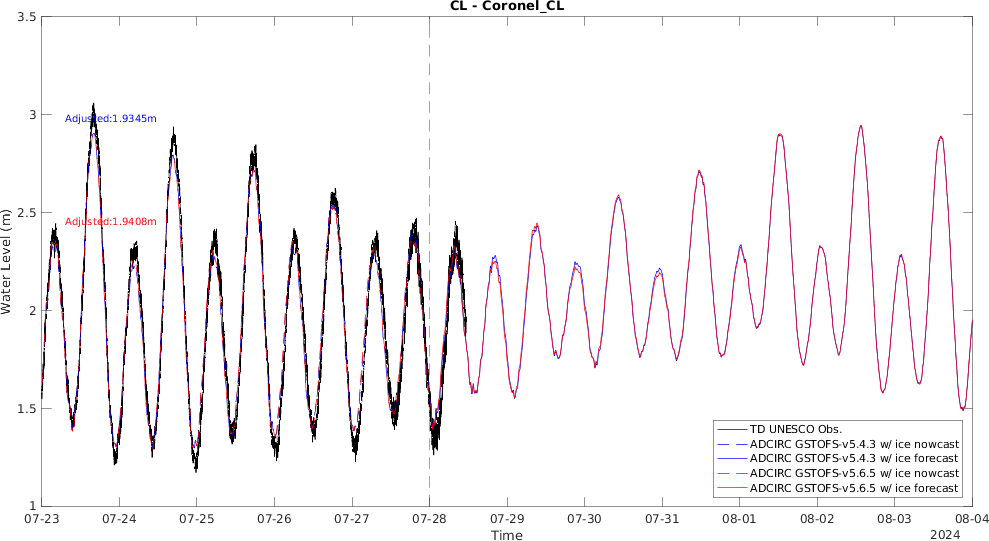 CL - Coronel_CL
3.5
3
2.5
2
1.5
1
Water Level (m)
Adjusted:1.9345m
Adjusted:1.9408m
TD UNESCO Obs.
ADCIRC GSTOFS-v5.4.3 w/ ice nowcast
ADCIRC GSTOFS-v5.4.3 w/ ice forecast
ADCIRC GSTOFS-v5.6.5 w/ ice nowcast
ADCIRC GSTOFS-v5.6.5 w/ ice forecast
07-23 07-24 07-25 07-26 07-27 07-28 07-29 07-30 07-31 08-01 08-02 08-03 08-04
Time
2024